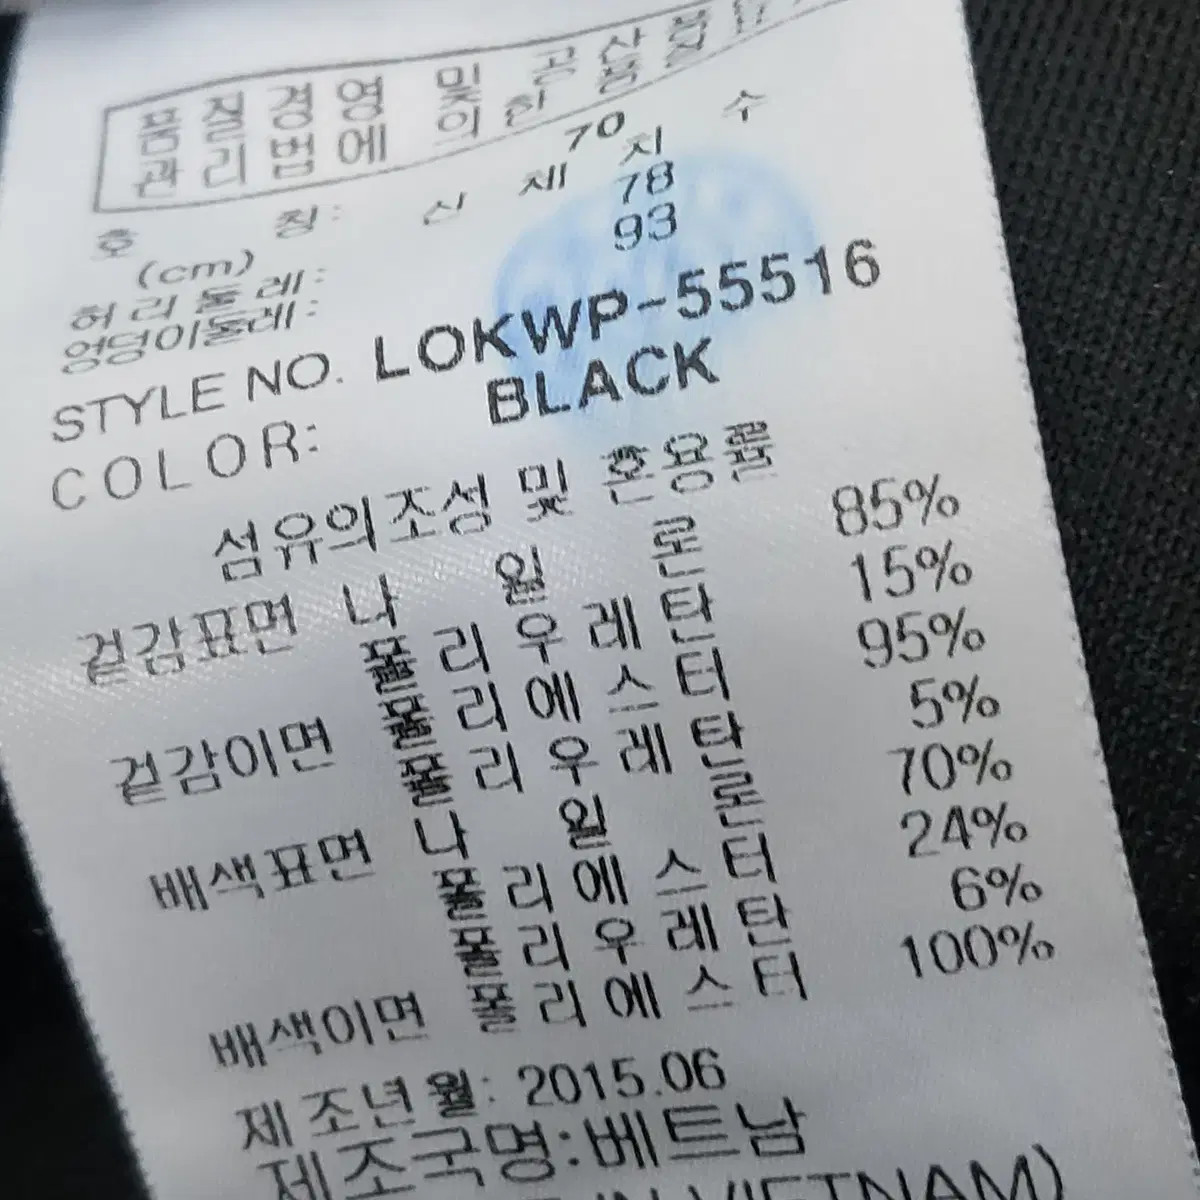 품 질 경 영 및 공 산 품 안
관 리 법 에 의 한
70
호 칭: 신 체 치 수
(cm)
허 리 둘 레: 78
엉덩이둘레: 93
STYLE NO. LOKWP-55516
COLOR: BLACK
섬유의조성 및 혼용률
겉감표면 나 일 론 85%
폴 리 우 레 탄 15%
겉감이면 폴 리 에 스 터 95%
폴 리 우 레 탄 5%
배색표면 나 일 론 70%
폴 리 에 스 터 24%
폴 리 우 레 탄 6%
배색이면 폴 리 에 스 터 100%
제 조년 월: 2015.06
제조국명:베트남
IN VIETNAM)